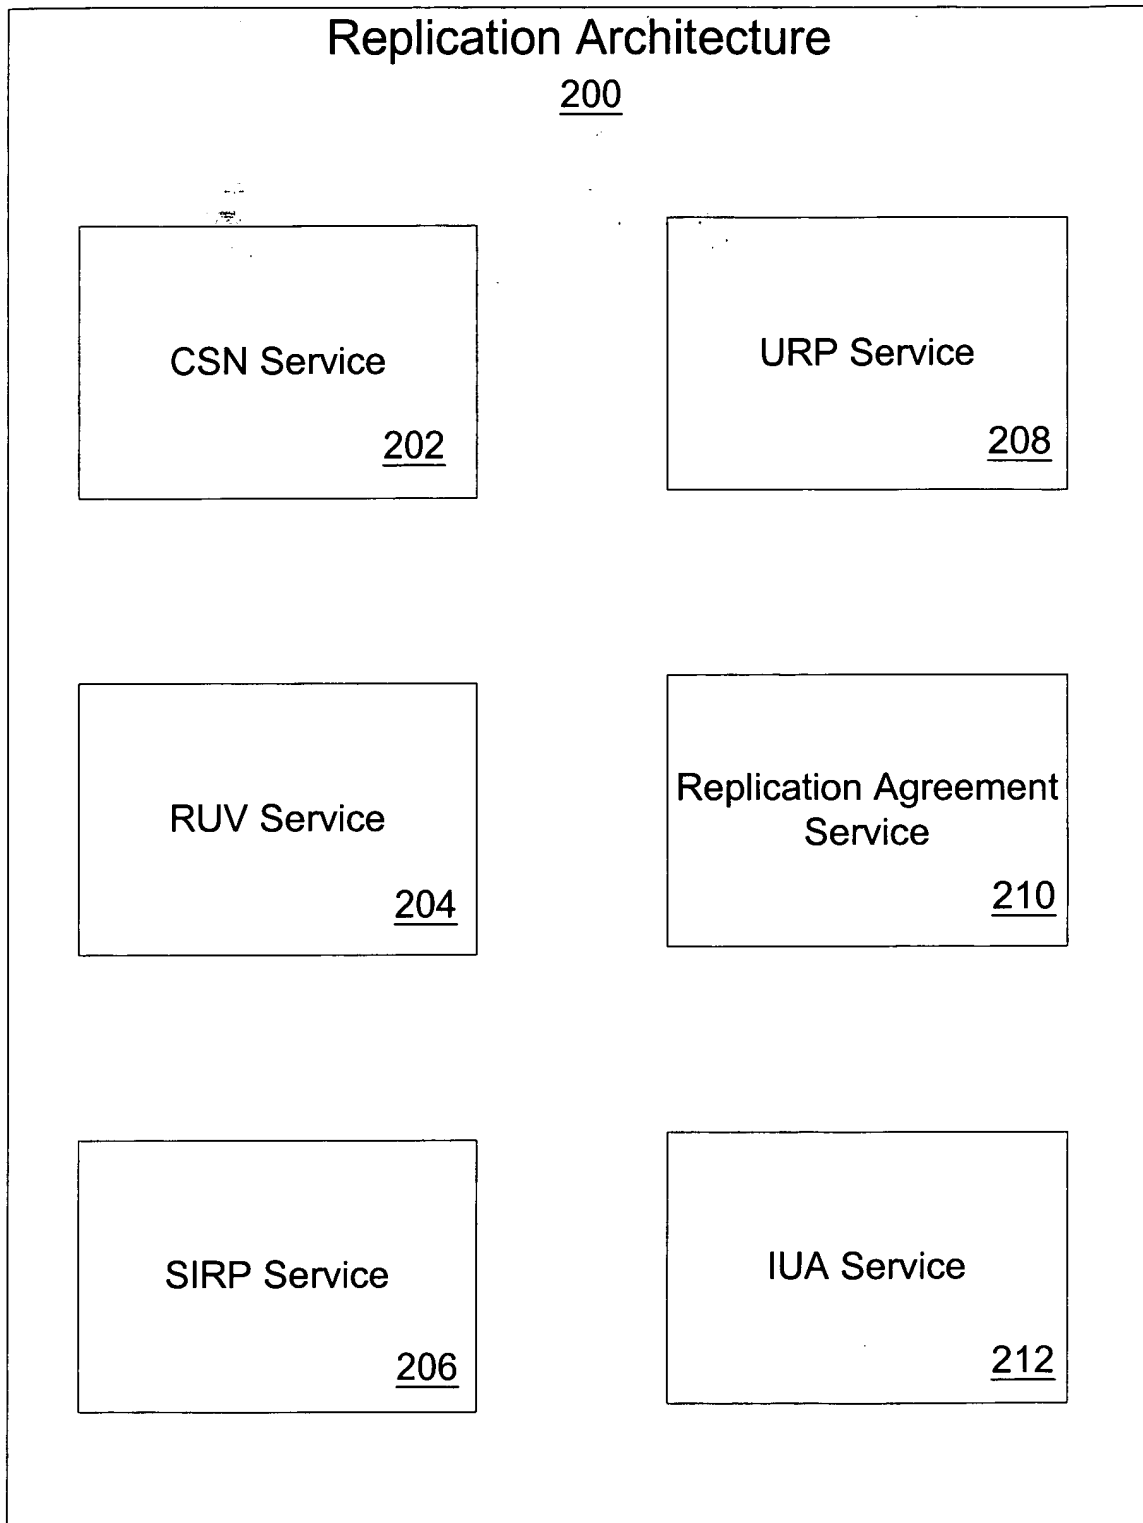 Replication Architecture
200
CSN Service
202
URP Service
208
RUV Service
204
Replication Agreement
Service
210
SIRP Service
206
IUA Service
212